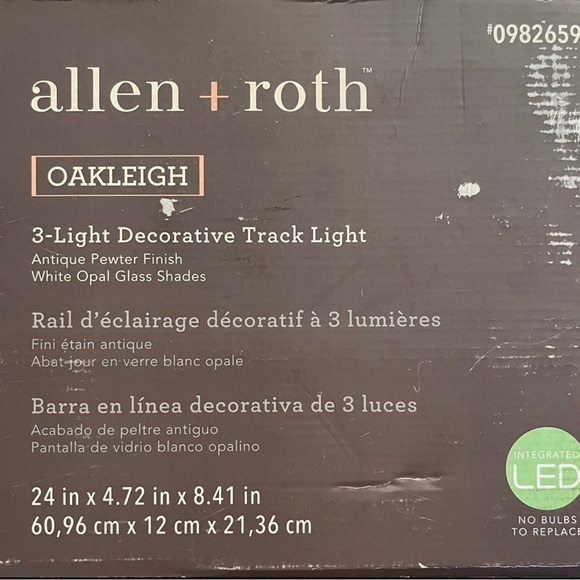 #0982659
allen + roth™
OAKLEIGH
3-Light Decorative Track Light
Antique Pewter Finish
White Opal Glass Shades
Rail d'éclairage décoratif à 3 lumières
Fini étain antique
Abat-jour en verre blanc opale
Barra en línea decorativa de 3 luces
Acabado de peltre antiguo
Pantalla de vidrio blanco opalino
24 in x 4.72 in x 8.41 in
60,96 cm x 12 cm x 21,36 cm
INTEGRATED
LED
NO BULBS
TO REPLACE